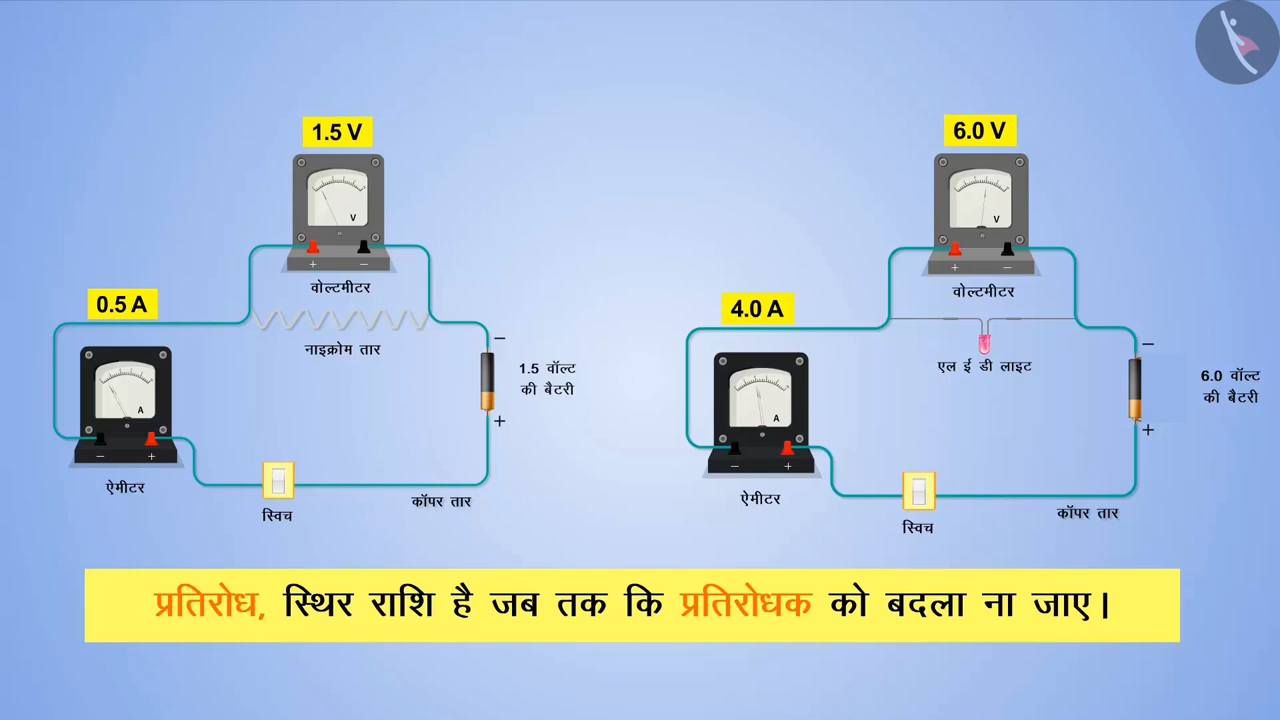 1.5 V
V
+ −
वोल्टमीटर
0.5 A
नाइक्रोम तार
A
− +
ऐमीटर
−
1.5 वॉल्ट
की बैटरी
+
स्विच
कॉपर तार
6.0 V
V
+ −
वोल्टमीटर
4.0 A
एल ई डी लाइट
A
− +
ऐमीटर
−
6.0 वॉल्ट
की बैटरी
+
स्विच
कॉपर तार
प्रतिरोध, स्थिर राशि है जब तक कि प्रतिरोधक को बदला ना जाए।